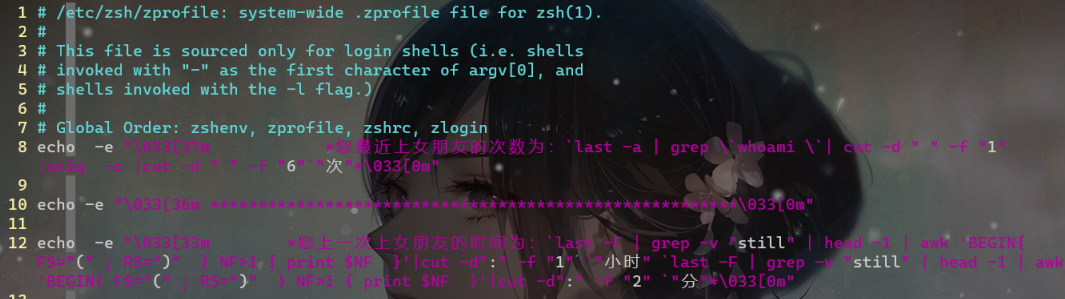 1 # /etc/zsh/zprofile: system-wide .zprofile file for zsh(1).
2 #
3 # This file is sourced only for login shells (i.e. shells
4 # invoked with "-" as the first character of argv[0], and
5 # shells invoked with the -l flag.)
6 #
7 # Global Order: zshenv, zprofile, zshrc, zlogin
8 echo  -e "\033[37m            *您最近上女朋友的次数为: `last -a | grep \`whoami \`| cut -d " " -f "1"
|uniq  -c |cut -d " " -f "6"`"次"*\033[0m"
9
10 echo -e "\033[36m *******************************************************\033[0m"
11
12 echo  -e "\033[33m        *您上一次上女朋友的时间为: `last -F | grep -v "still" | head -1 | awk 'BEGIN{
FS="(" ; RS=")"  } NF>1 { print $NF  }'|cut -d":" -f "1"` "小时" `last -F | grep -v "still" | head -1 | awk
'BEGIN{ FS="(" ; RS=")"  } NF>1 { print $NF  }'|cut -d":" -f "2" `"分"*\033[0m"